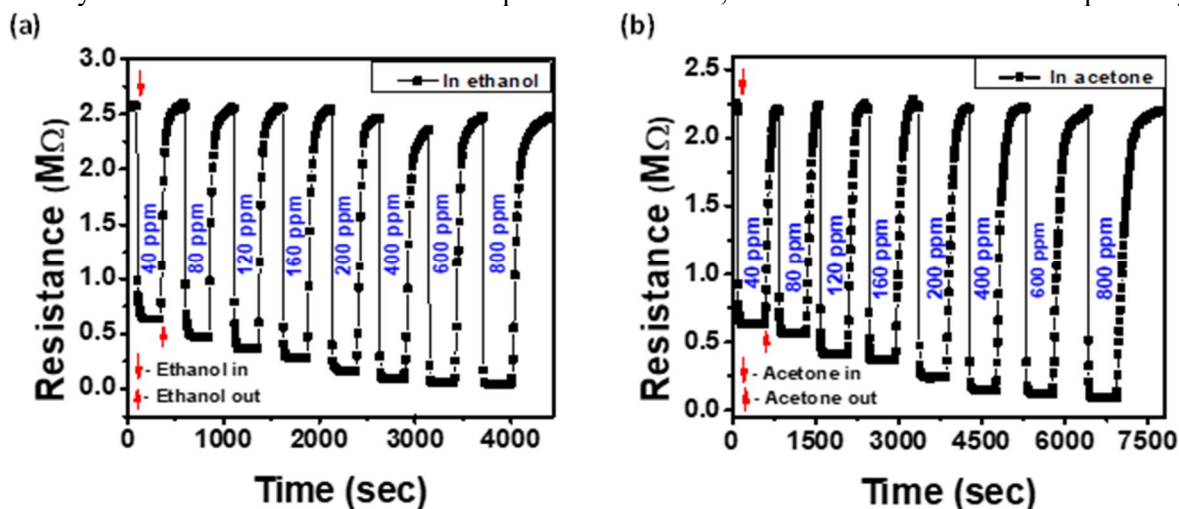 (a)
In ethanol
3.0
2.5
2.0
1.5
1.0
0.5
0.0
Resistance (MΩ)
40 ppm
80 ppm
120 ppm
160 ppm
200 ppm
400 ppm
600 ppm
800 ppm
- Ethanol in
- Ethanol out
0 1000 2000 3000 4000
Time (sec)
(b)
In acetone
2.5
2.0
1.5
1.0
0.5
0.0
Resistance (MΩ)
40 ppm
80 ppm
120 ppm
160 ppm
200 ppm
400 ppm
600 ppm
800 ppm
- Acetone in
- Acetone out
0 1500 3000 4500 6000 7500
Time (sec)